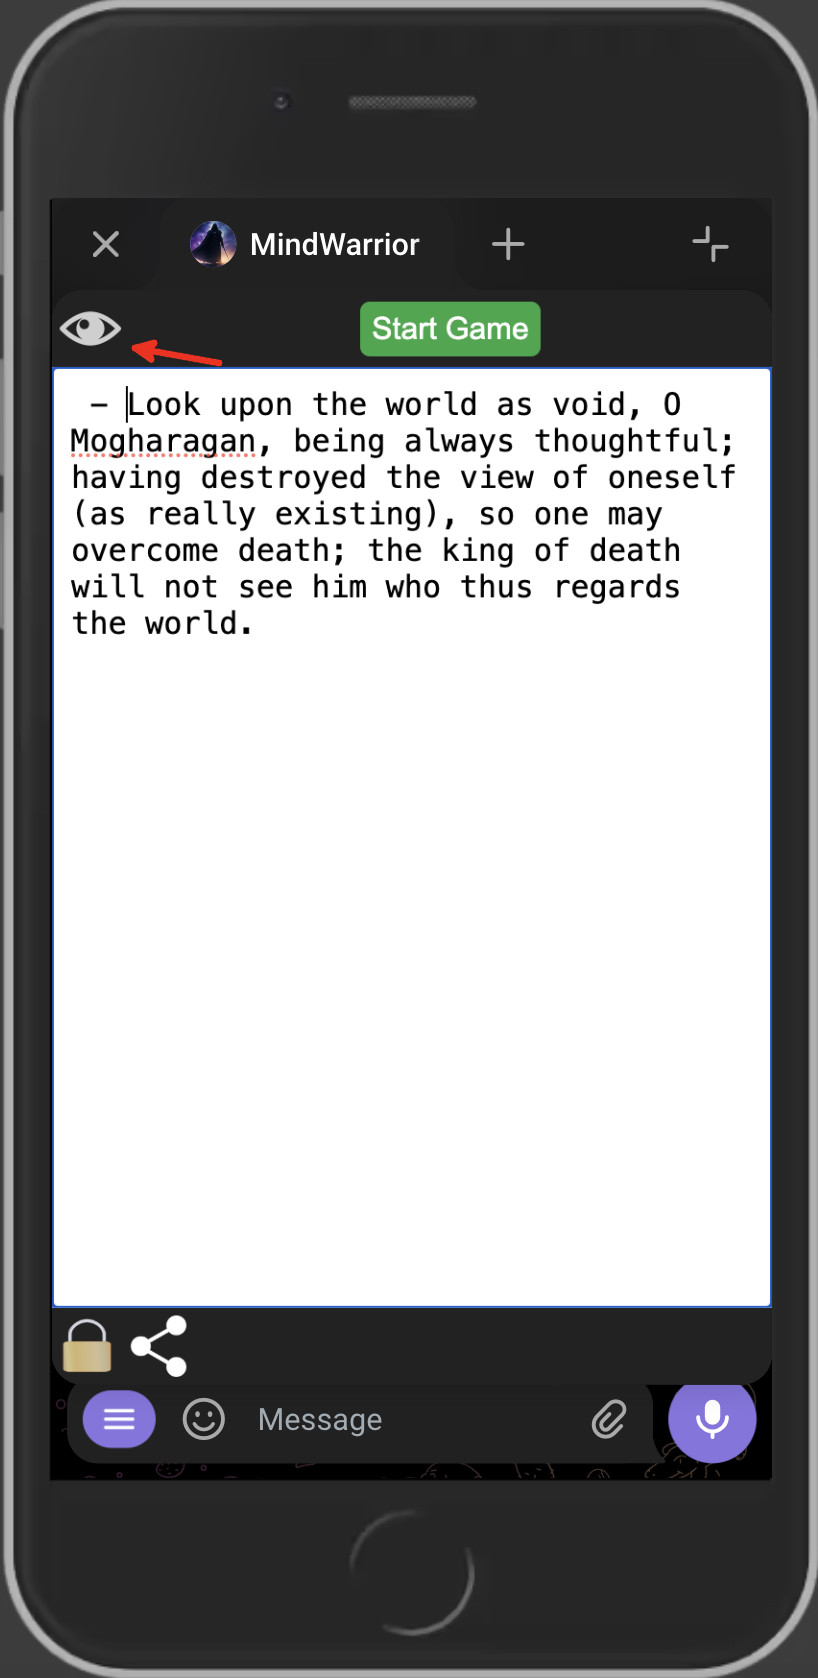 MindWarrior
Start Game
– Look upon the world as void, O
Mogharagan, being always thoughtful;
having destroyed the view of oneself
(as really existing), so one may
overcome death; the king of death
will not see him who thus regards
the world.
Message